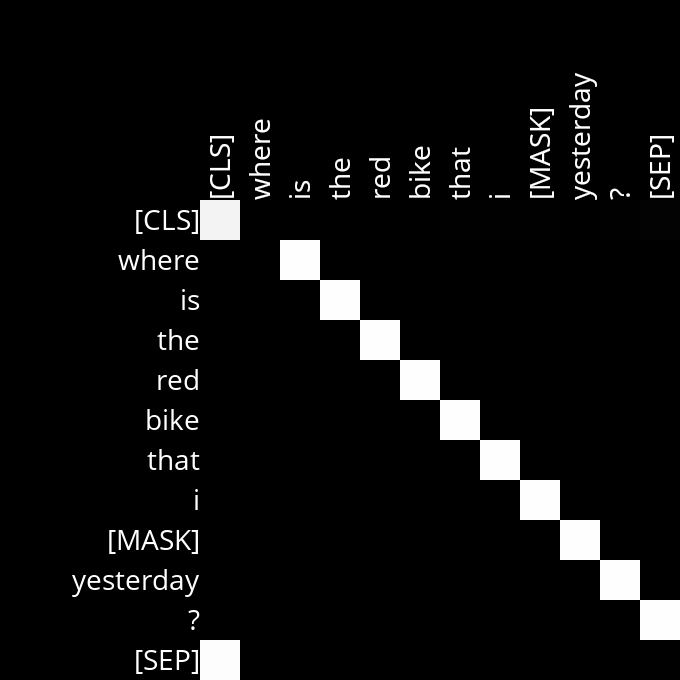 [CLS] where is the red bike that i [MASK] yesterday ? [SEP]
[CLS]
where
is
the
red
bike
that
i
[MASK]
yesterday
?
[SEP]